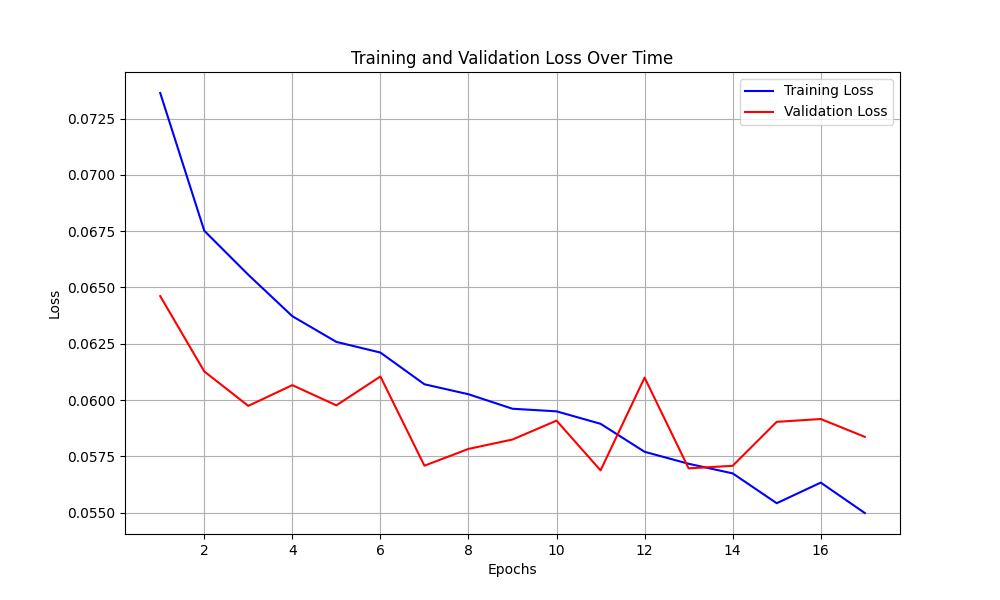 Training and Validation Loss Over Time
Training Loss
Validation Loss
0.0725
0.0700
0.0675
0.0650
0.0625
0.0600
0.0575
0.0550
Loss
2 4 6 8 10 12 14 16
Epochs